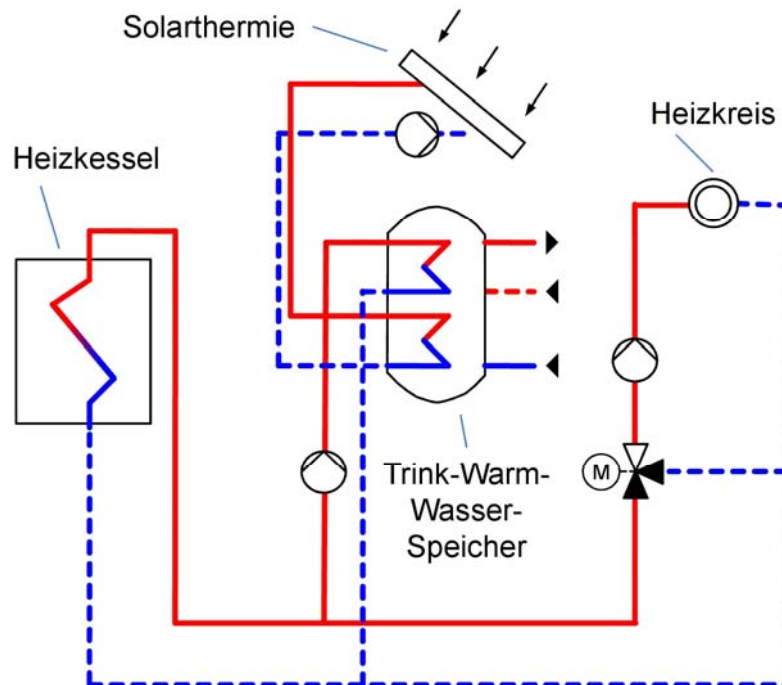 Solarthermie
Heizkreis
Heizkessel
M
Trink-Warm-
Wasser-
Speicher